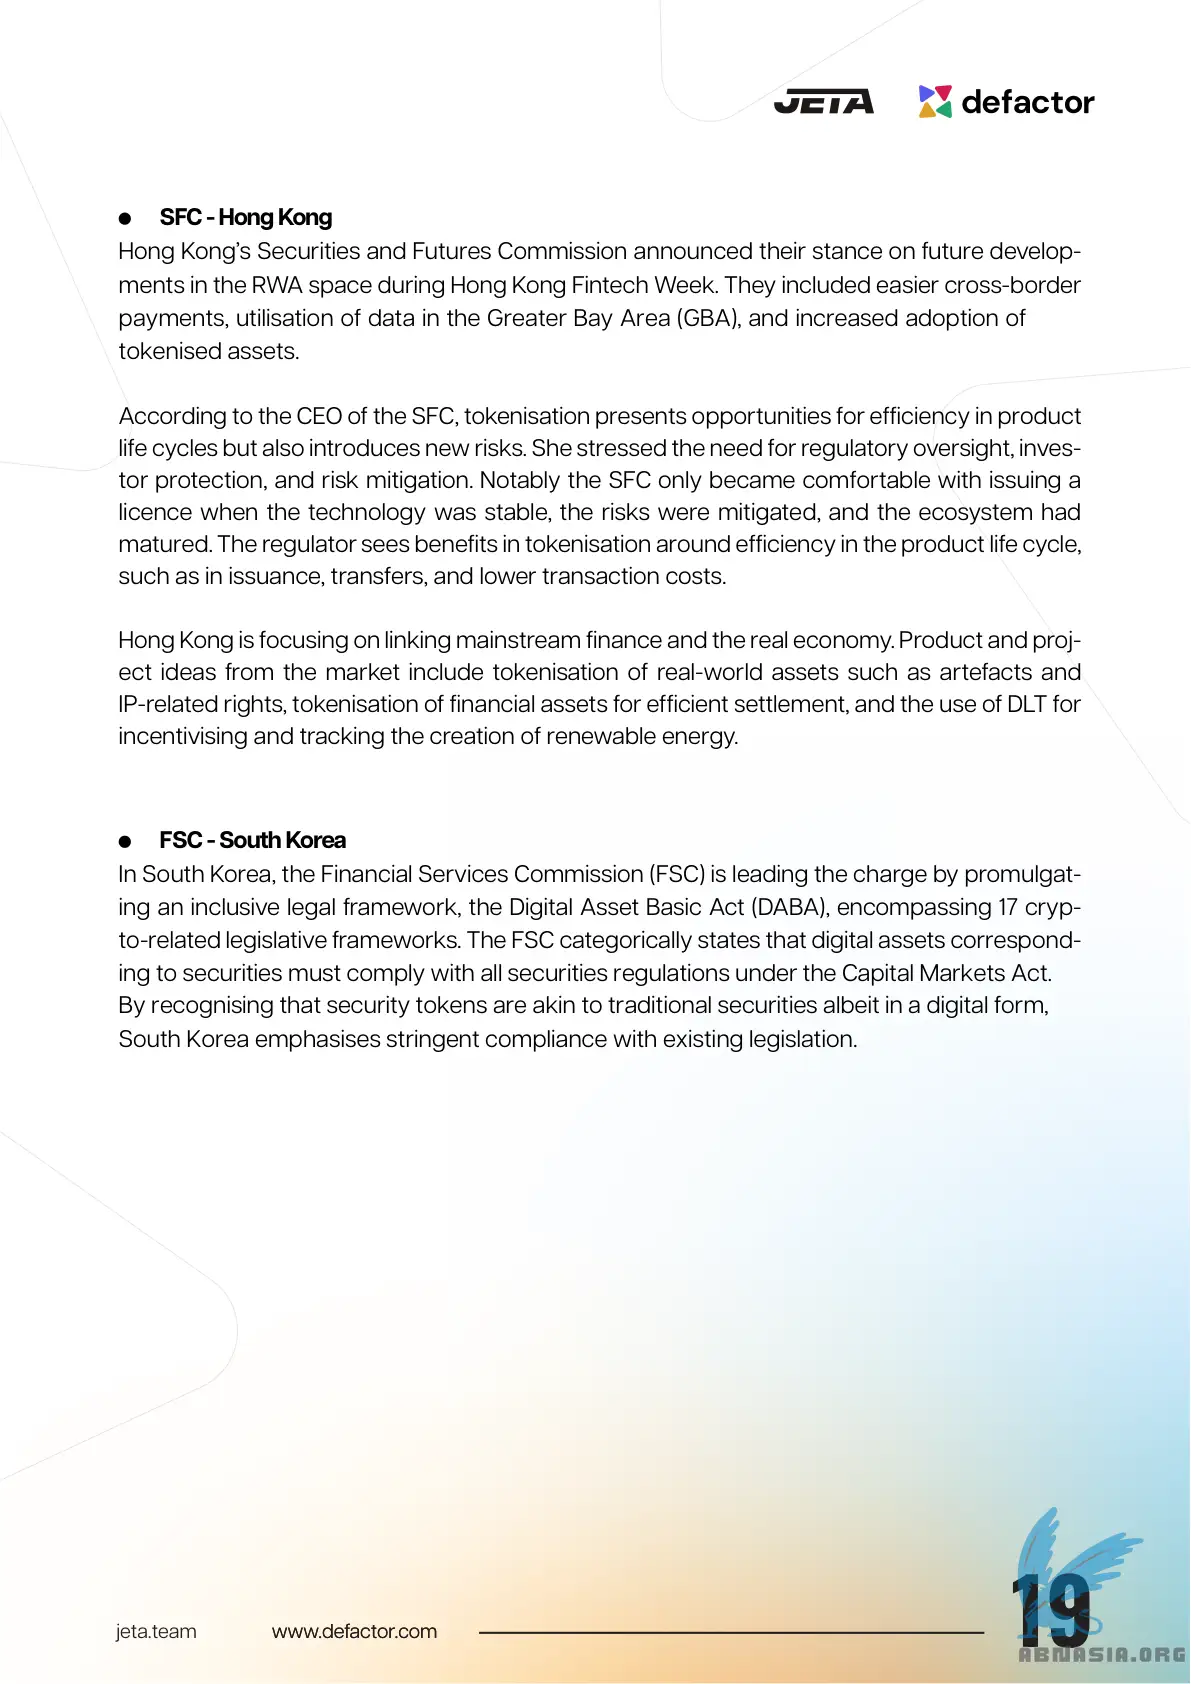 JETA defactor
● SFC - Hong Kong
Hong Kong’s Securities and Futures Commission announced their stance on future develop-
ments in the RWA space during Hong Kong Fintech Week. They included easier cross-border
payments, utilisation of data in the Greater Bay Area (GBA), and increased adoption of
tokenised assets.
According to the CEO of the SFC, tokenisation presents opportunities for efficiency in product
life cycles but also introduces new risks. She stressed the need for regulatory oversight, inves-
tor protection, and risk mitigation. Notably the SFC only became comfortable with issuing a
licence when the technology was stable, the risks were mitigated, and the ecosystem had
matured. The regulator sees benefits in tokenisation around efficiency in the product life cycle,
such as in issuance, transfers, and lower transaction costs.
Hong Kong is focusing on linking mainstream finance and the real economy. Product and proj-
ect ideas from the market include tokenisation of real-world assets such as artefacts and
IP-related rights, tokenisation of financial assets for efficient settlement, and the use of DLT for
incentivising and tracking the creation of renewable energy.
● FSC - South Korea
In South Korea, the Financial Services Commission (FSC) is leading the charge by promulgat-
ing an inclusive legal framework, the Digital Asset Basic Act (DABA), encompassing 17 cryp-
to-related legislative frameworks. The FSC categorically states that digital assets correspond-
ing to securities must comply with all securities regulations under the Capital Markets Act.
By recognising that security tokens are akin to traditional securities albeit in a digital form,
South Korea emphasises stringent compliance with existing legislation.
jeta.team www.defactor.com 19
ABNASIA.ORG